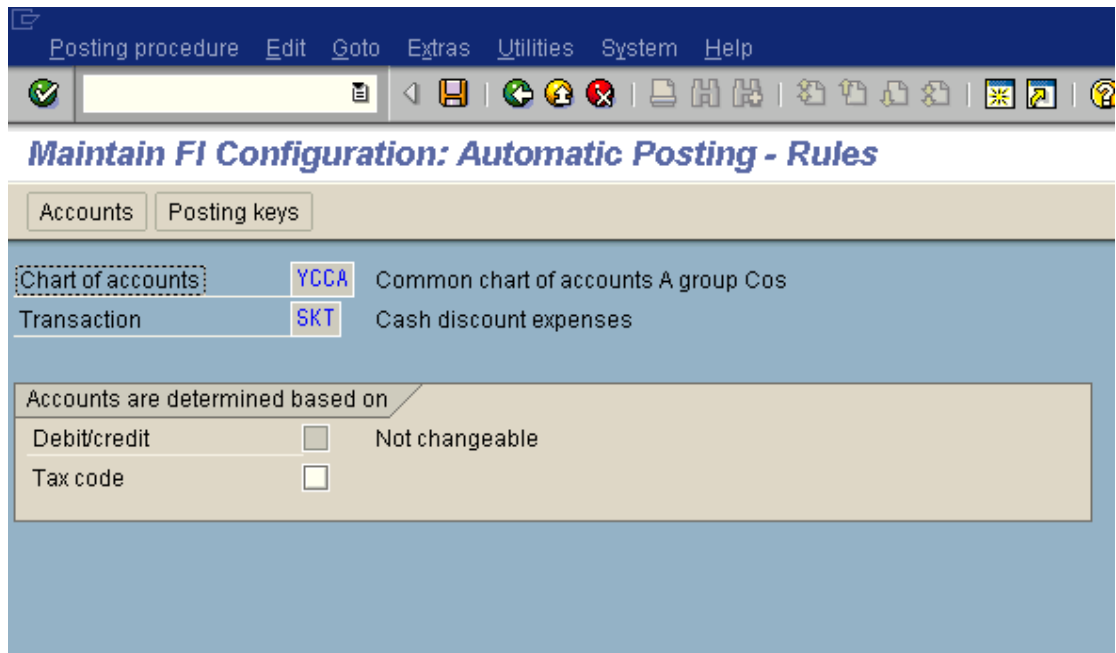 Posting procedure Edit Goto Extras Utilities System Help
Maintain FI Configuration: Automatic Posting - Rules
Accounts Posting keys
Chart of accounts YCCA Common chart of accounts A group Cos
Transaction SKT Cash discount expenses
Accounts are determined based on
Debit/credit Not changeable
Tax code